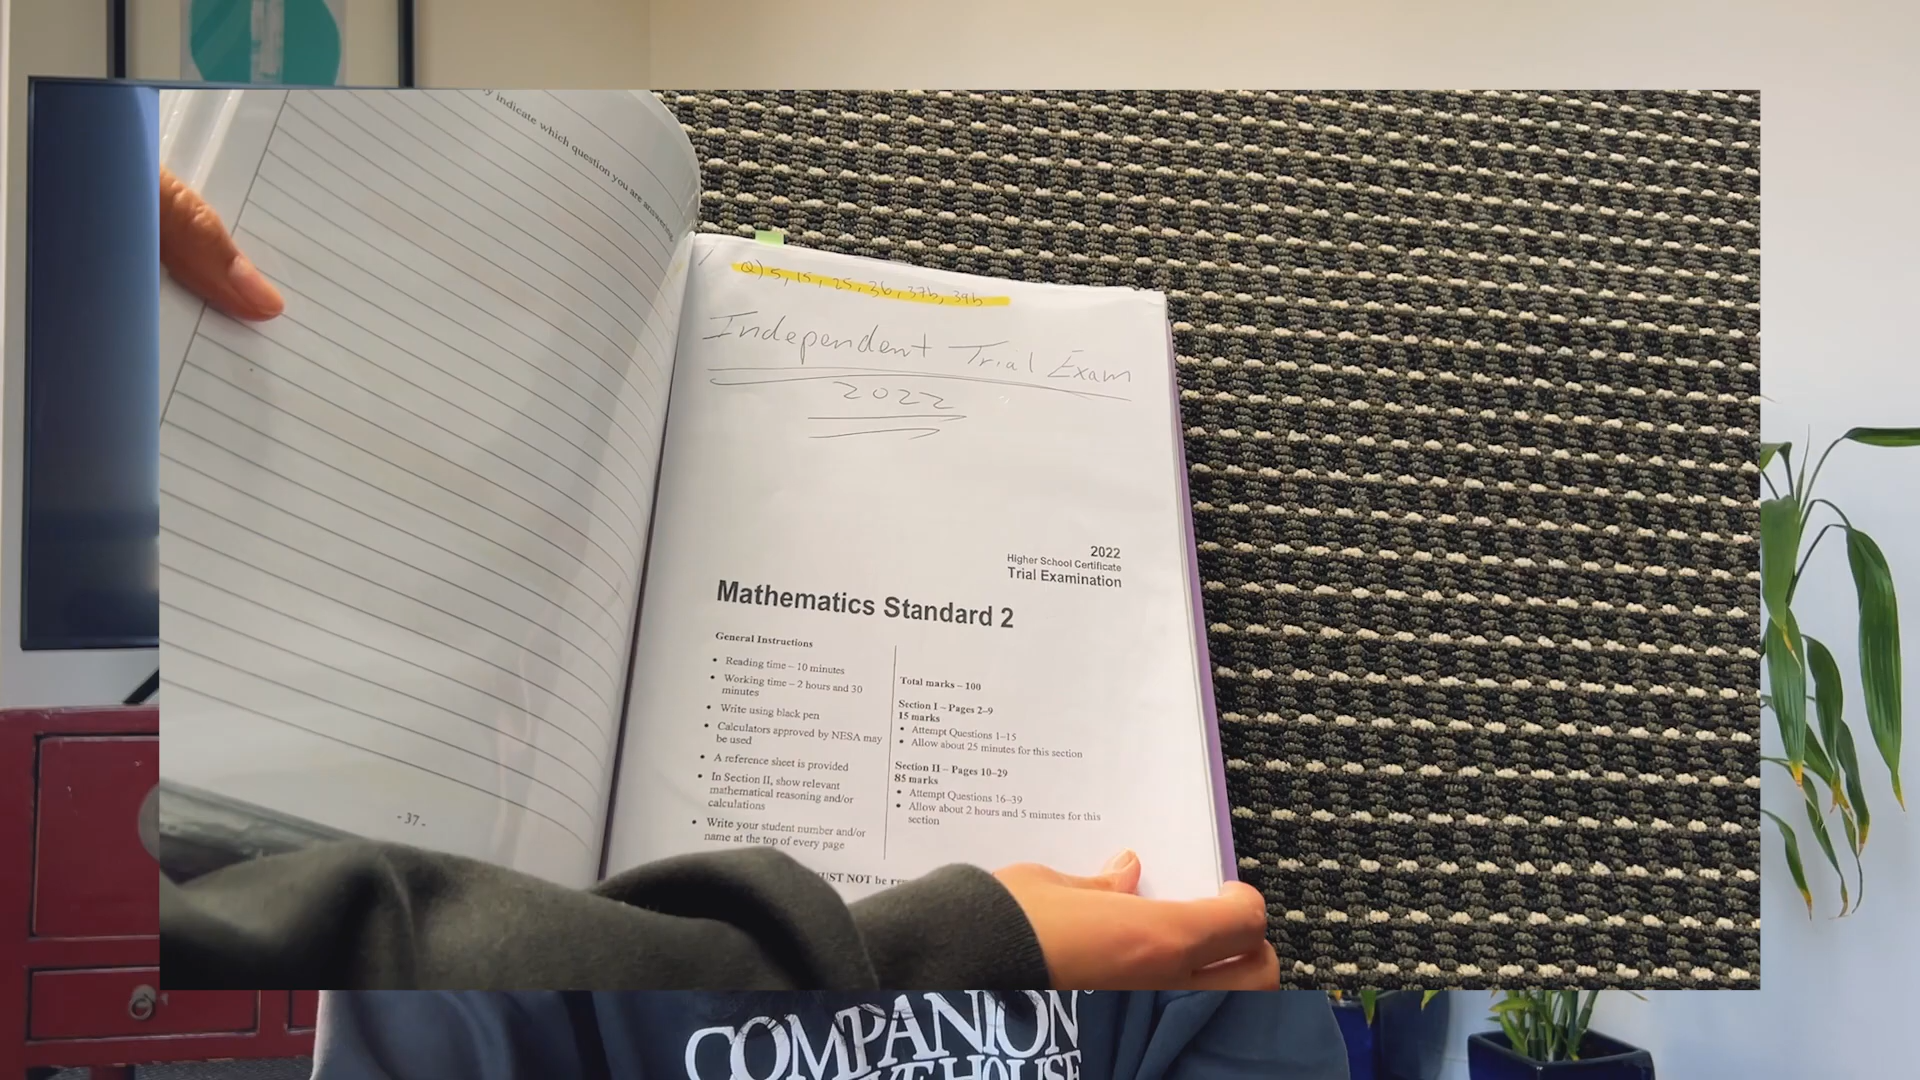 indicate which question you are answering.
- 37 -
Q) 5, 15, 25, 36, 37b, 39b
Independent Trial Exam
2022
2022
Higher School Certificate
Trial Examination
Mathematics Standard 2
General Instructions
• Reading time – 10 minutes
• Working time – 2 hours and 30
minutes
• Write using black pen
• Calculators approved by NESA may
be used
• A reference sheet is provided
• In Section II, show relevant
mathematical reasoning and/or
calculations
• Write your student number and/or
name at the top of every page
Total marks – 100
Section I – Pages 2–9
15 marks
• Attempt Questions 1–15
• Allow about 25 minutes for this section
Section II – Pages 10–29
85 marks
• Attempt Questions 16–39
• Allow about 2 hours and 5 minutes for this
section
NOT be
COMPANION
HOUSE